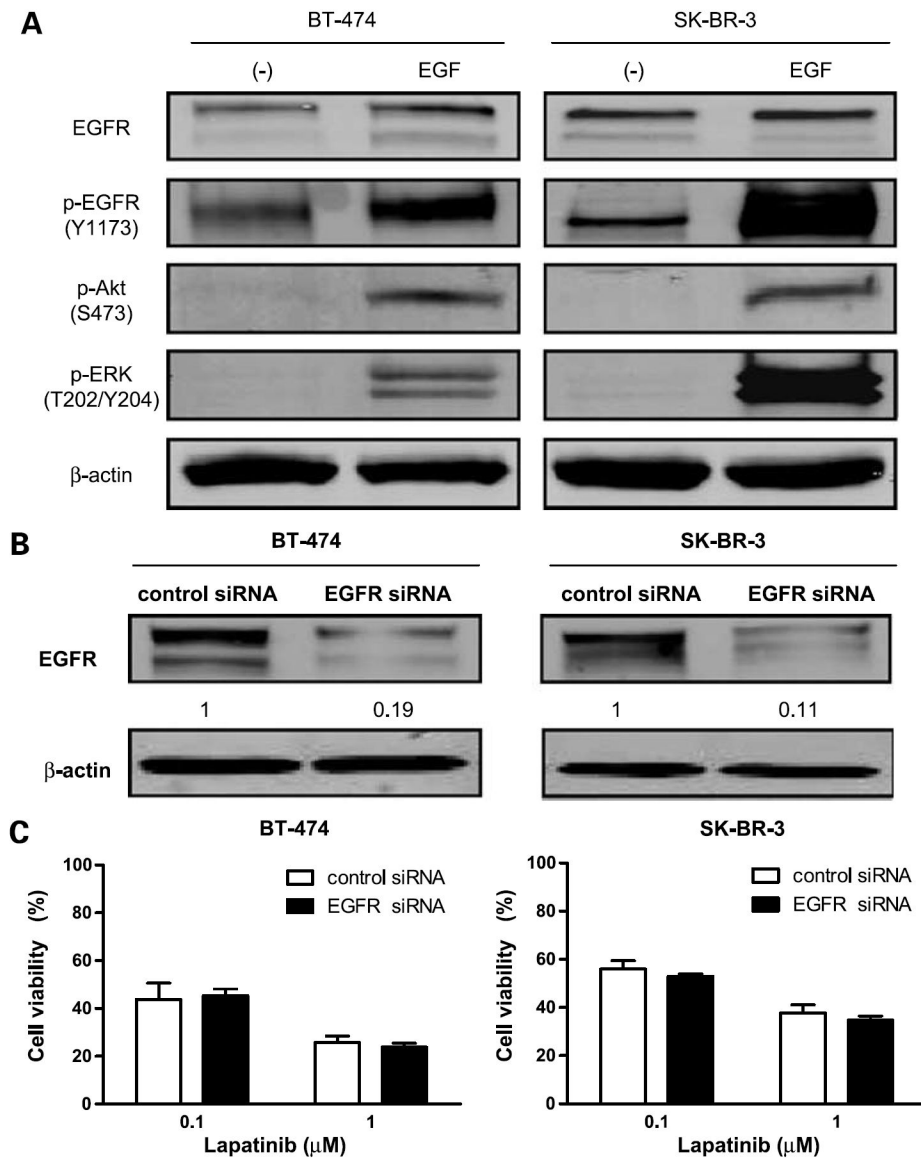 A
BT-474 SK-BR-3
(-) EGF (-) EGF
EGFR
p-EGFR
(Y1173)
p-Akt
(S473)
p-ERK
(T202/Y204)
β-actin
B
BT-474 SK-BR-3
control siRNA EGFR siRNA control siRNA EGFR siRNA
EGFR
1 0.19 1 0.11
β-actin
C
BT-474
100
80
60
40
20
0
Cell viability (%)
control siRNA
EGFR siRNA
0.1 1
Lapatinib (μM)
SK-BR-3
100
80
60
40
20
0
Cell viability (%)
control siRNA
EGFR siRNA
0.1 1
Lapatinib (μM)